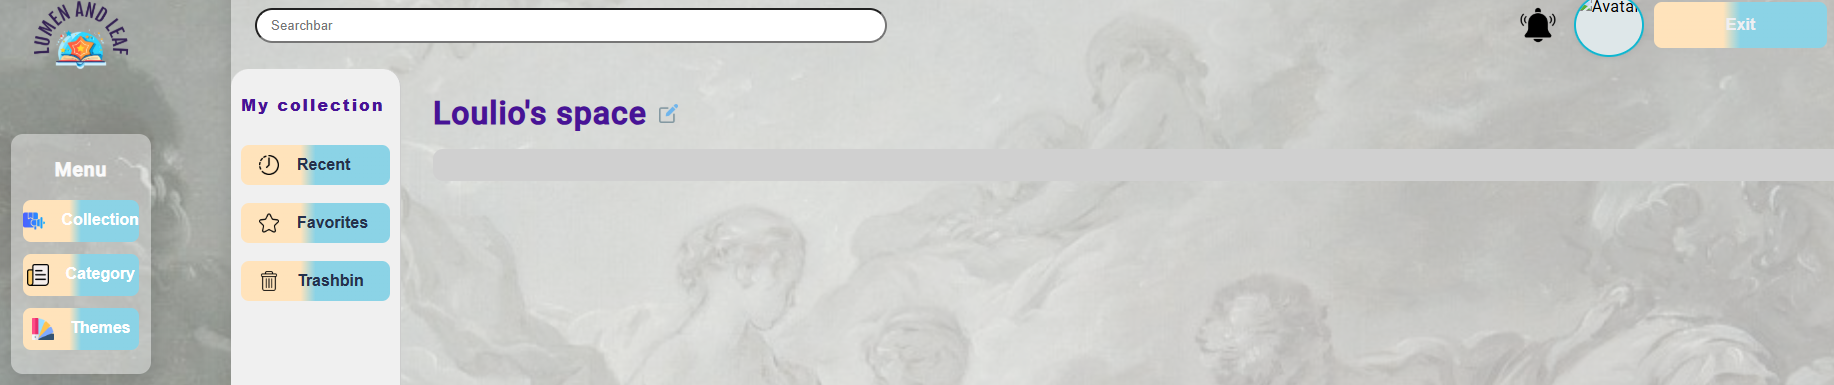 LUMEN AND LEAF
Searchbar
Avatar
Exit
My collection
Loulio's space
Menu
Recent
Collection
Favorites
Category
Trashbin
Themes